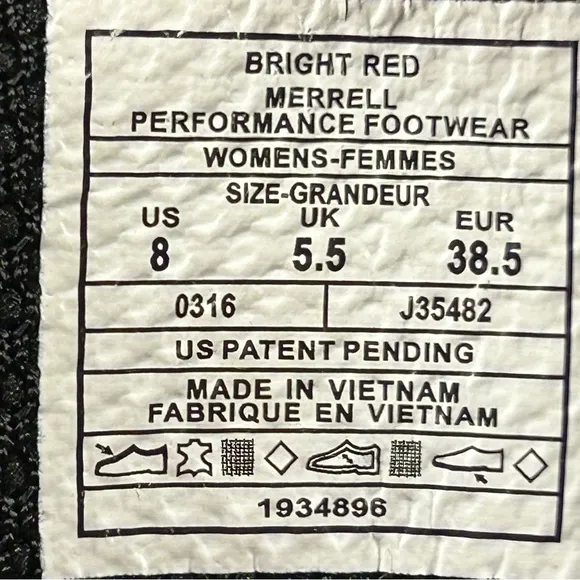 BRIGHT RED
MERRELL
PERFORMANCE FOOTWEAR
WOMENS-FEMMES
SIZE-GRANDEUR
US UK EUR
8 5.5 38.5
0316 J35482
US PATENT PENDING
MADE IN VIETNAM
FABRIQUE EN VIETNAM
1934896